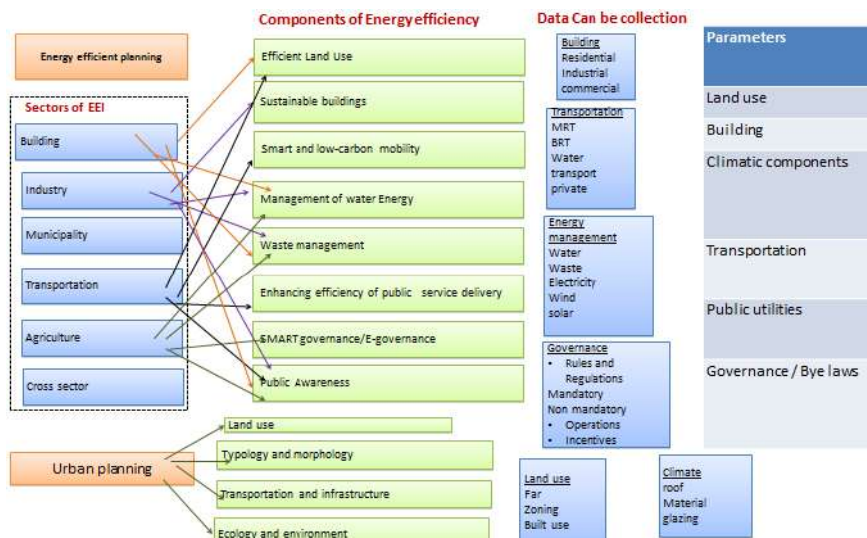 Components of Energy efficiency
Data Can be collection
Energy efficient planning
Sectors of EEI
Building
Industry
Municipality
Transportation
Agriculture
Cross sector
Efficient Land Use
Sustainable buildings
Smart and low-carbon mobility
Management of water Energy
Waste management
Enhancing efficiency of public service delivery
SMART governance/E-governance
Public Awareness
Urban planning
Land use
Typology and morphology
Transportation and infrastructure
Ecology and environment
Building
Residential
Industrial
commercial
Transportation
MRT
BRT
Water
transport
private
Energy
management
Water
Waste
Electricity
Wind
solar
Governance
• Rules and
Regulations
Mandatory
Non mandatory
• Operations
• Incentives
Land use
Far
Zoning
Built use
Climate
roof
Material
glazing
Parameters
Land use
Building
Climatic components
Transportation
Public utilities
Governance / Bye laws